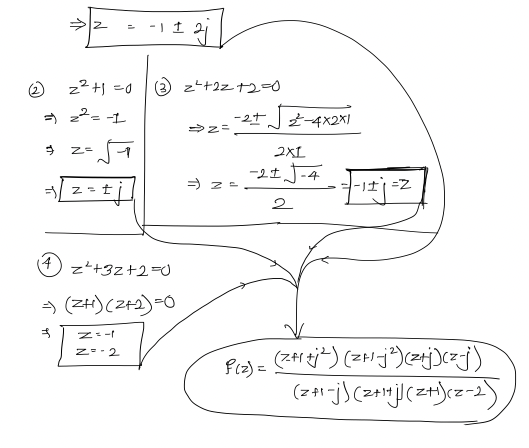 ⇒ z = -1 ± 2j
② z²+1=0
⇒ z² = -1
⇒ z = √-1
⇒ z = ±j
③ z²+2z+2=0
⇒ z = (-2±√(2²-4×2×1))/(2×1)
⇒ z = (-2±√-4)/2 = -1±j = z
④ z²+3z+2=0
⇒ (z+1)(z+2)=0
⇒ z=-1
z=-2
F(z) = ((z+1+j²)(z+1-j²)(z+j)(z-j))/((z+1-j)(z+1+j)(z+1)(z-2))